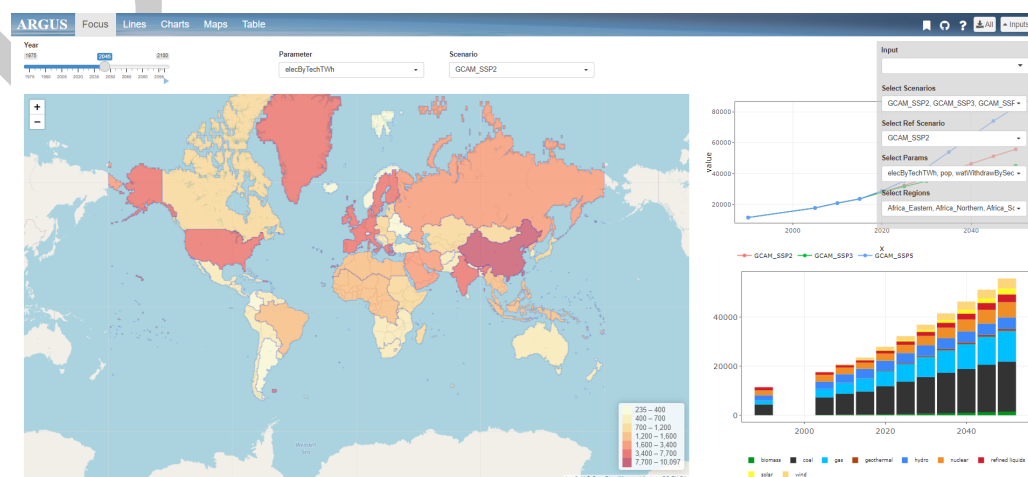 ARGUS Focus Lines Charts Maps Table
? All Inputs
Year
1975 2045 2100
Parameter
elecByTechTWh
Scenario
GCAM_SSP2
+
−
235 – 400
400 – 700
700 – 1,200
1,200 – 1,600
1,600 – 3,400
3,400 – 7,700
7,700 – 10,097
Input
Select Scenarios
GCAM_SSP2, GCAM_SSP3, GCAM_SSF
Select Ref Scenario
GCAM_SSP2
Select Params
elecByTechTWh, pop, watWithdrawBySec
Select Regions
Africa_Eastern, Africa_Northern, Africa_Sc
80000
60000
40000
20000
value
2000 2020 2040
x
GCAM_SSP2 GCAM_SSP3 GCAM_SSP5
40000
20000
0
2000 2020 2040
biomass coal gas geothermal hydro nuclear refined liquids
solar wind